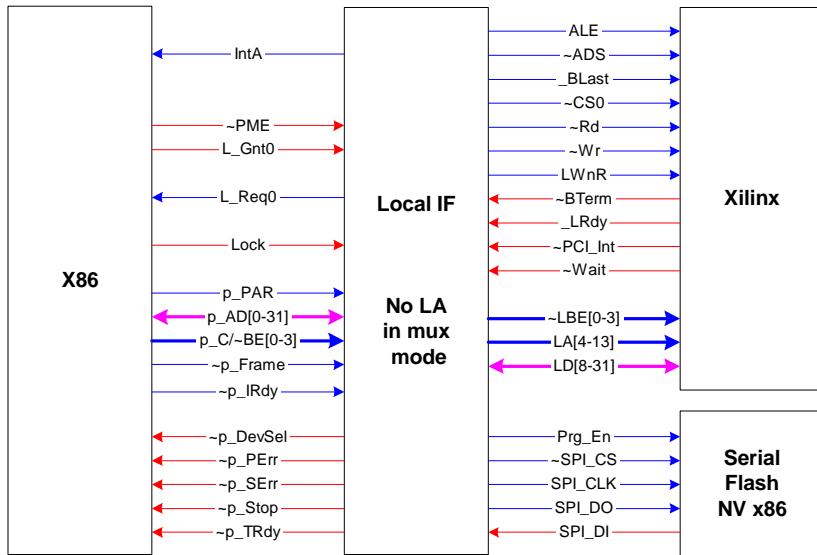 X86
IntA
~PME
L_Gnt0
L_Req0
Lock
p_PAR
p_AD[0-31]
p_C/~BE[0-3]
~p_Frame
~p_IRdy
~p_DevSel
~p_PErr
~p_SErr
~p_Stop
~p_TRdy
Local IF
No LA
in mux
mode
ALE
~ADS
_BLast
~CS0
~Rd
~Wr
LWnR
~BTerm
_LRdy
~PCI_Int
~Wait
~LBE[0-3]
LA[4-13]
LD[8-31]
Xilinx
Prg_En
~SPI_CS
SPI_CLK
SPI_DO
SPI_DI
Serial
Flash
NV x86